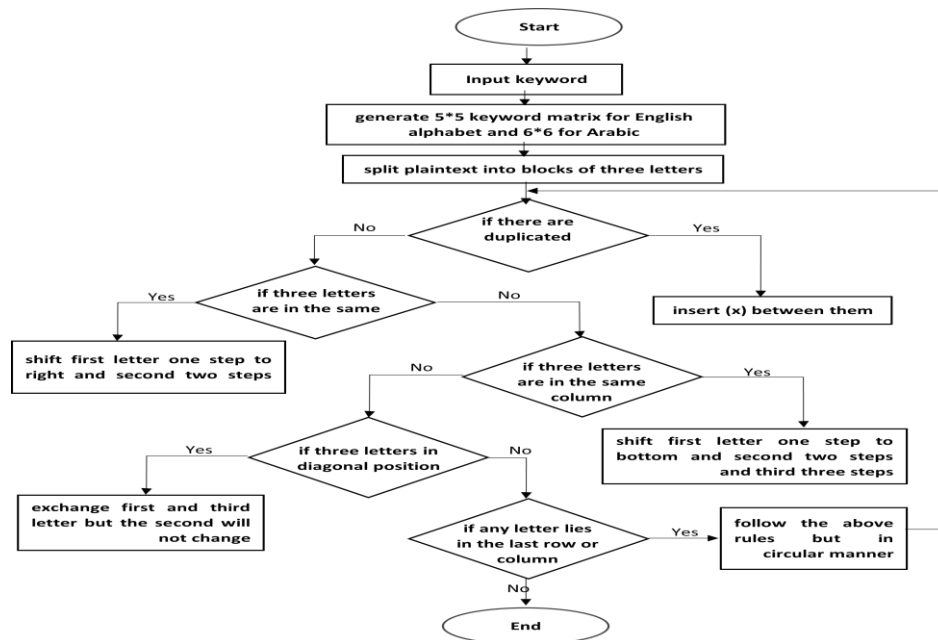 Start
Input keyword
generate 5*5 keyword matrix for English
alphabet and 6*6 for Arabic
split plaintext into blocks of three letters
if there are
duplicated
No
Yes
if three letters
are in the same
Yes
No
insert (x) between them
shift first letter one step to
right and second two steps
if three letters
are in the same
column
No
Yes
if three letters in
diagonal position
Yes
No
shift first letter one step to
bottom and second two steps
and third three steps
exchange first and third
letter but the second will
not change
if any letter lies
in the last row or
column
Yes
follow the above
rules but in
circular manner
No
End